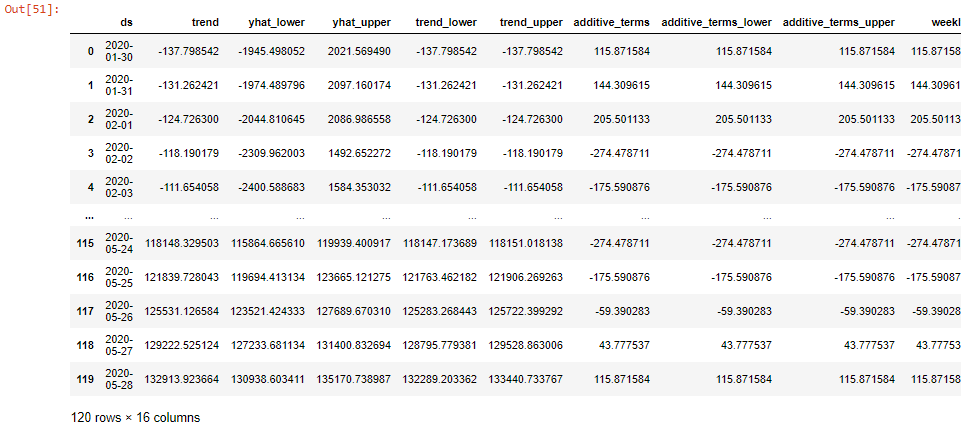 Out[51]:
ds trend yhat_lower yhat_upper trend_lower trend_upper additive_terms additive_terms_lower additive_terms_upper weekl
0 2020-01-30 -137.798542 -1945.498052 2021.569490 -137.798542 -137.798542 115.871584 115.871584 115.871584 115.87158
1 2020-01-31 -131.262421 -1974.489796 2097.160174 -131.262421 -131.262421 144.309615 144.309615 144.309615 144.30961
2 2020-02-01 -124.726300 -2044.810645 2086.986558 -124.726300 -124.726300 205.501133 205.501133 205.501133 205.50113
3 2020-02-02 -118.190179 -2309.962003 1492.652272 -118.190179 -118.190179 -274.478711 -274.478711 -274.478711 -274.47871
4 2020-02-03 -111.654058 -2400.588683 1584.353032 -111.654058 -111.654058 -175.590876 -175.590876 -175.590876 -175.59087
... ... ... ... ... ... ... ... ... ... .
115 2020-05-24 118148.329503 115864.665610 119939.400917 118147.173689 118151.018138 -274.478711 -274.478711 -274.478711 -274.47871
116 2020-05-25 121839.728043 119694.413134 123665.121275 121763.462182 121906.269263 -175.590876 -175.590876 -175.590876 -175.59087
117 2020-05-26 125531.126584 123521.424333 127689.670310 125283.268443 125722.399292 -59.390283 -59.390283 -59.390283 -59.39028
118 2020-05-27 129222.525124 127233.681134 131400.832694 128795.779381 129528.863006 43.777537 43.777537 43.777537 43.77753
119 2020-05-28 132913.923664 130938.603411 135170.738987 132289.203362 133440.733767 115.871584 115.871584 115.871584 115.87158
120 rows × 16 columns